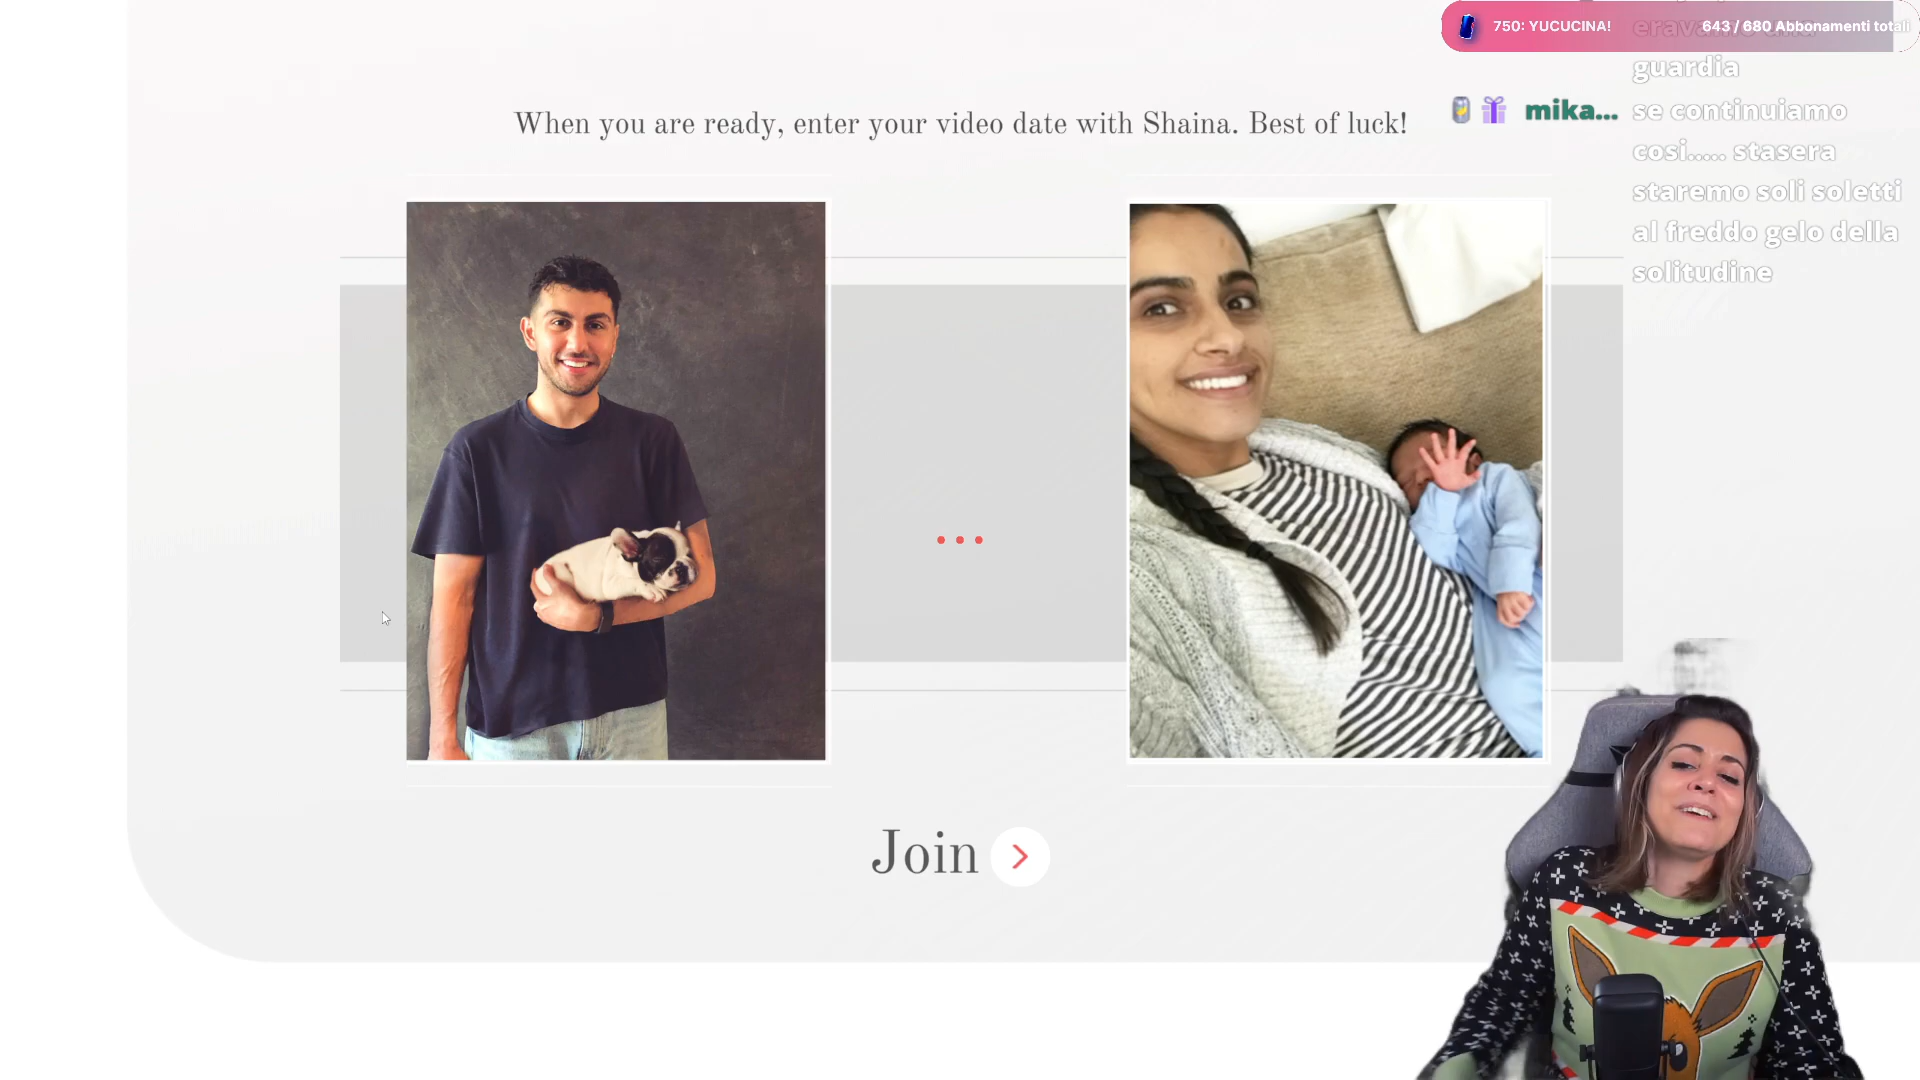 750: YUCUCINA!
643 / 680 Abbonamenti totali
guardia
When you are ready, enter your video date with Shaina. Best of luck!
mika...
se continuiamo
cosi..... stasera
staremo soli soletti
al freddo gelo della
solitudine
Join